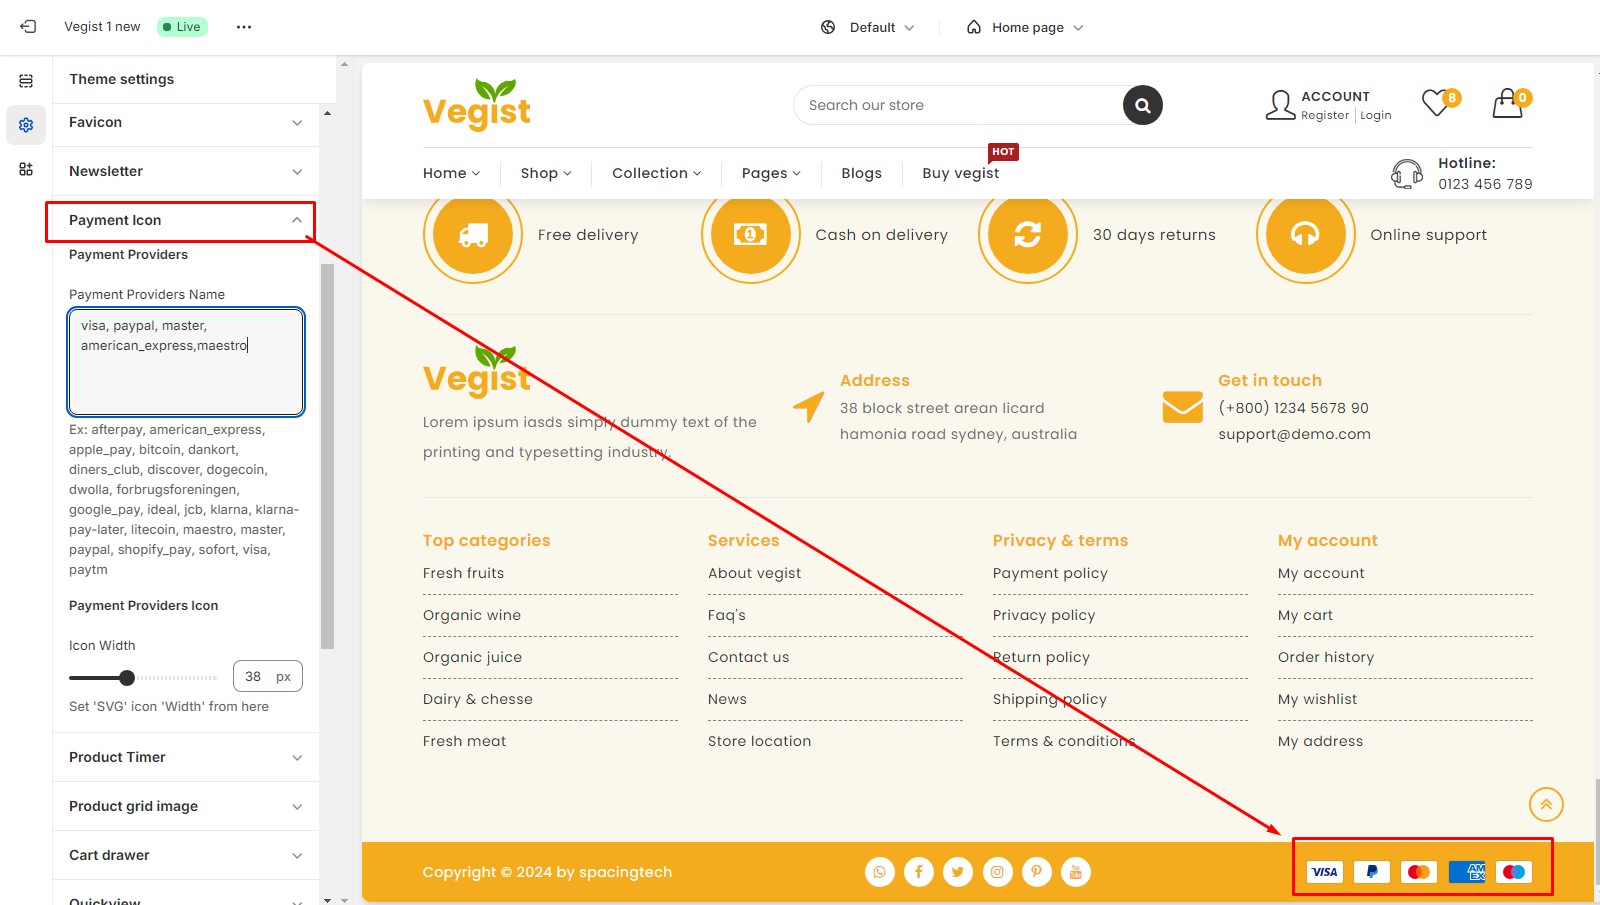 Vegist 1 new
Live
Default
Home page
Theme settings
Favicon
Newsletter
Payment Icon
Payment Providers
Payment Providers Name
visa, paypal, master,
american_express,maestro
Ex: afterpay, american_express,
apple_pay, bitcoin, dankort,
diners_club, discover, dogecoin,
dwolla, forbrugsforeningen,
google_pay, ideal, jcb, klarna, klarna-
pay-later, litecoin, maestro, master,
paypal, shopify_pay, sofort, visa,
paytm
Payment Providers Icon
Icon Width
38 px
Set 'SVG' icon 'Width' from here
Product Timer
Product grid image
Cart drawer
Quickview
Vegist
Search our store
ACCOUNT
Register Login
8
0
Home
Shop
Collection
Pages
Blogs
Buy vegist
HOT
Hotline:
0123 456 789
Free delivery
Cash on delivery
30 days returns
Online support
Vegist
Lorem ipsum iasds simply dummy text of the
printing and typesetting industry.
Address
38 block street arean licard
hamonia road sydney, australia
Get in touch
(+800) 1234 5678 90
support@demo.com
Top categories
Fresh fruits
Organic wine
Organic juice
Dairy & chesse
Fresh meat
Services
About vegist
Faq's
Contact us
News
Store location
Privacy & terms
Payment policy
Privacy policy
Return policy
Shipping policy
Terms & conditions
My account
My account
My cart
Order history
My wishlist
My address
Copyright © 2024 by spacingtech
VISA
AM
EX